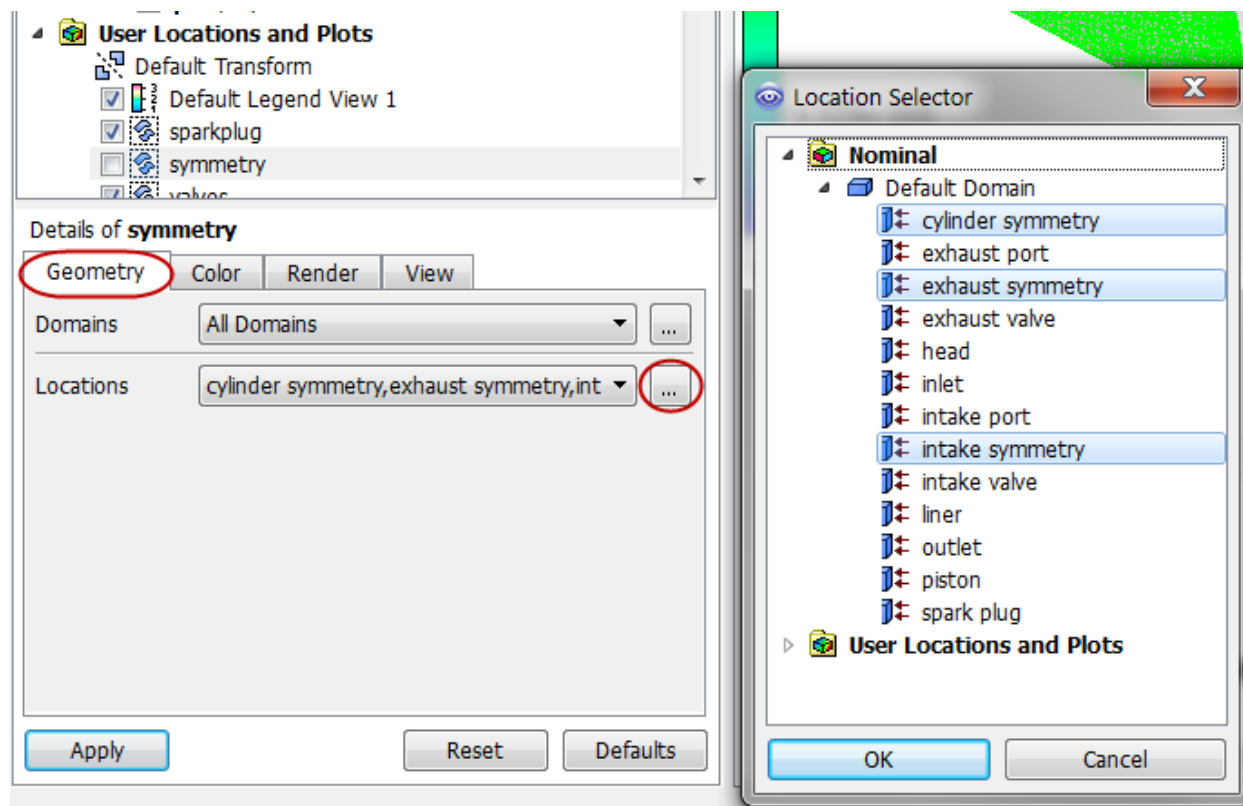 User Locations and Plots
Default Transform
Default Legend View 1
sparkplug
symmetry
valves
Details of symmetry
Geometry Color Render View
Domains All Domains ...
Locations cylinder symmetry,exhaust symmetry,int ...
Apply Reset Defaults
Location Selector
Nominal
Default Domain
cylinder symmetry
exhaust port
exhaust symmetry
exhaust valve
head
inlet
intake port
intake symmetry
intake valve
liner
outlet
piston
spark plug
User Locations and Plots
OK Cancel